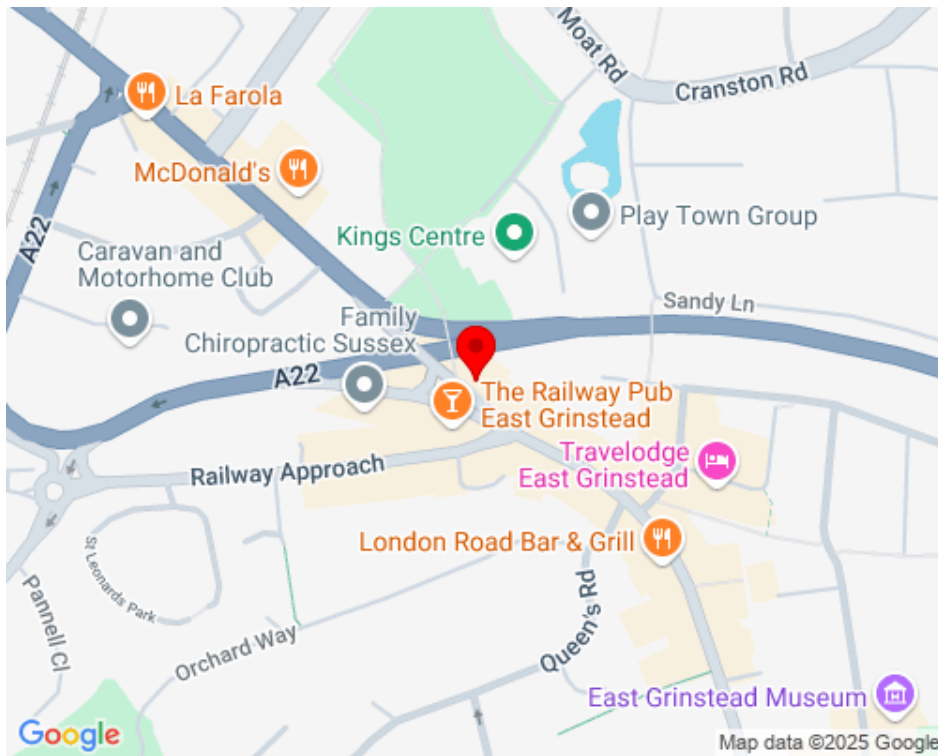 Moat Rd
Cranston Rd
La Farola
McDonald's
A22
Kings Centre
Play Town Group
Caravan and
Motorhome Club
Sandy Ln
Family
Chiropractic Sussex
A22
The Railway Pub
East Grinstead
Travelodge
East Grinstead
Railway Approach
London Road Bar & Grill
St Leonards Park
Pannell Cl
Queen's Rd
Orchard Way
East Grinstead Museum
Google
Map data ©2025 Google